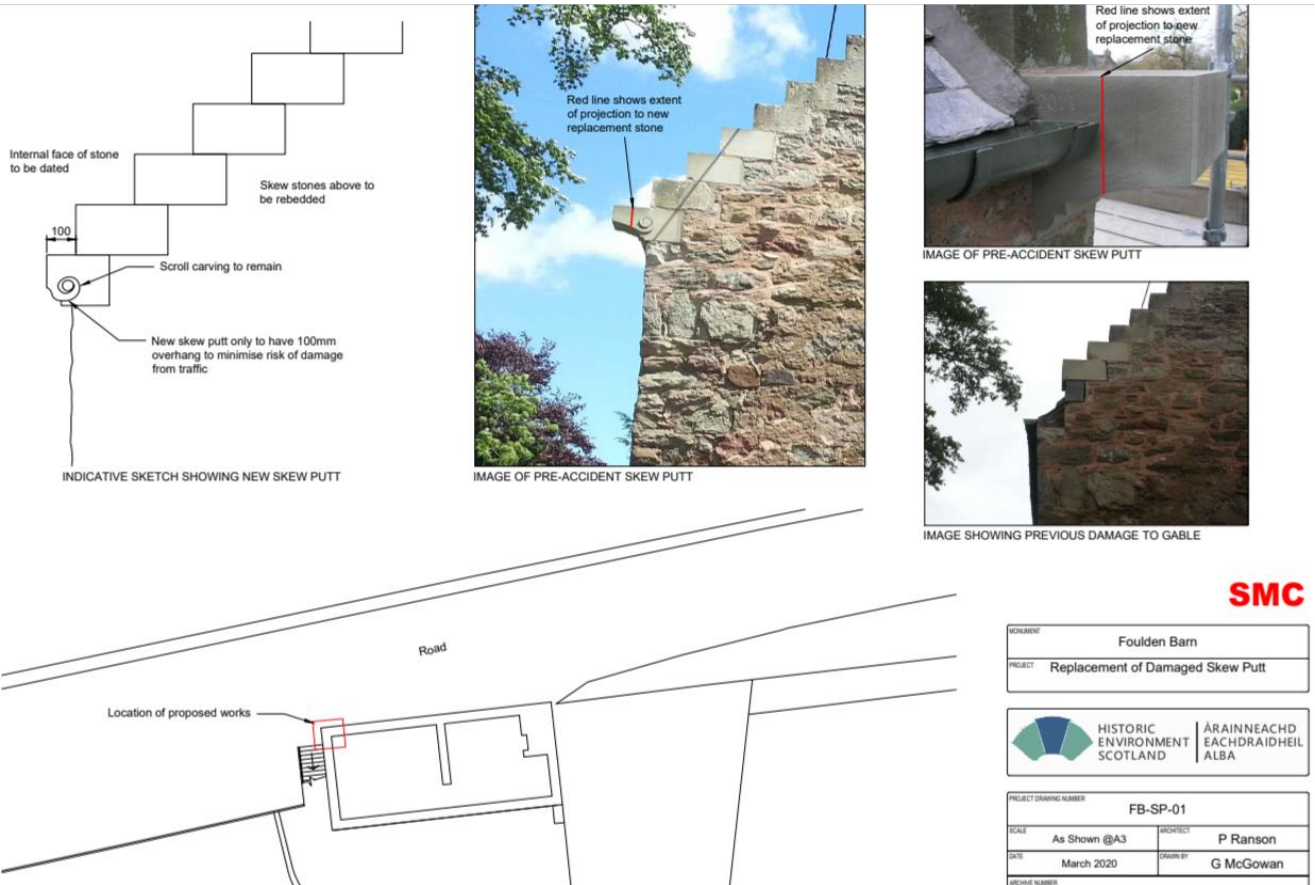 Internal face of stone
to be dated
Skew stones above to
be rebedded
100
Scroll carving to remain
New skew putt only to have 100mm
overhang to minimise risk of damage
from traffic
INDICATIVE SKETCH SHOWING NEW SKEW PUTT
Red line shows extent
of projection to new
replacement stone
IMAGE OF PRE-ACCIDENT SKEW PUTT
Red line shows extent
of projection to new
replacement stone
2011
IMAGE OF PRE-ACCIDENT SKEW PUTT
IMAGE SHOWING PREVIOUS DAMAGE TO GABLE
Road
Location of proposed works
SMC
MONUMENT
Foulden Barn
PROJECT
Replacement of Damaged Skew Putt
HISTORIC
ENVIRONMENT
SCOTLAND
ÀRAINNEACHD
EACHDRAIDHEIL
ALBA
PROJECT DRAWING NUMBER
FB-SP-01
SCALE
As Shown @A3
ARCHITECT
P Ranson
DATE
March 2020
DRAWN BY
G McGowan
ARCHIVE NUMBER